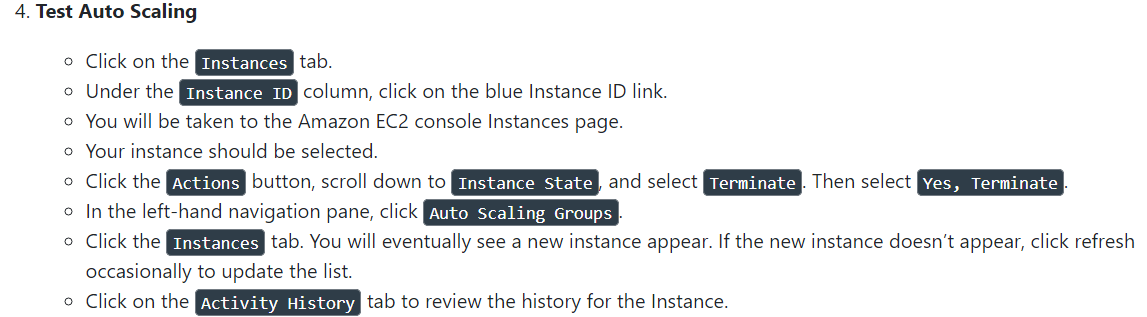 4. Test Auto Scaling
Click on the Instances tab.
Under the Instance ID column, click on the blue Instance ID link.
You will be taken to the Amazon EC2 console Instances page.
Your instance should be selected.
Click the Actions button, scroll down to Instance State, and select Terminate. Then select Yes, Terminate.
In the left-hand navigation pane, click Auto Scaling Groups.
Click the Instances tab. You will eventually see a new instance appear. If the new instance doesn’t appear, click refresh
occasionally to update the list.
Click on the Activity History tab to review the history for the Instance.